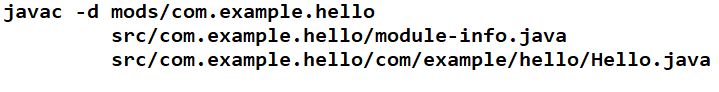 javac -d mods/com.example.hello
src/com.example.hello/module-info.java
src/com.example.hello/com/example/hello/Hello.java